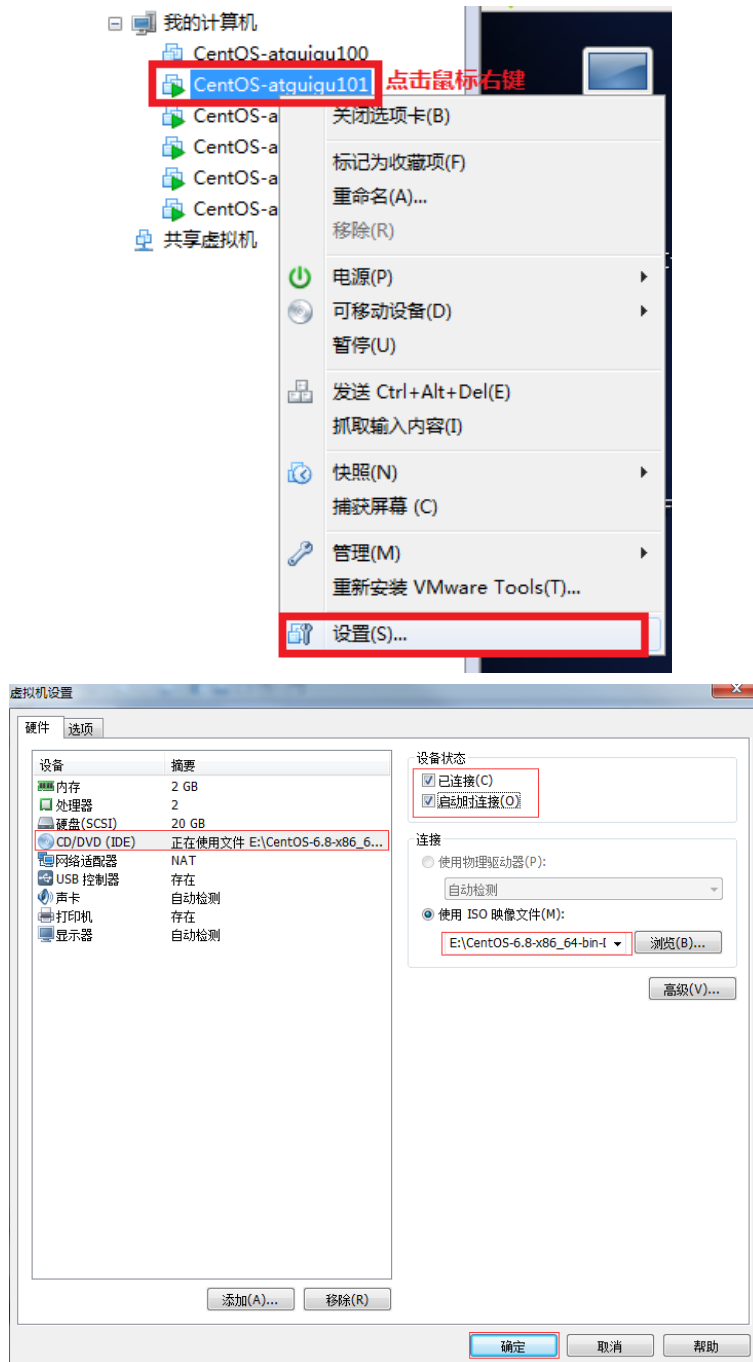 我的计算机
CentOS-atguigu100
CentOS-atguigu101 点击鼠标右键
CentOS-a 关闭选项卡(B)
CentOS-a 标记为收藏项(F)
CentOS-a 重命名(A)...
CentOS-a 移除(R)
共享虚拟机
电源(P)
可移动设备(D)
暂停(U)
发送 Ctrl+Alt+Del(E)
抓取输入内容(I)
快照(N)
捕获屏幕 (C)
管理(M)
重新安装 VMware Tools(T)...
设置(S)...
虚拟机设置
硬件 选项
设备 摘要
内存 2 GB
处理器 2
硬盘(SCSI) 20 GB
CD/DVD (IDE) 正在使用文件 E:\CentOS-6.8-x86_6...
网络适配器 NAT
USB 控制器 存在
声卡 自动检测
打印机 存在
显示器 自动检测
添加(A)... 移除(R)
设备状态
已连接(C)
启动时连接(O)
连接
使用物理驱动器(P):
自动检测
使用 ISO 映像文件(M):
E:\CentOS-6.8-x86_64-bin-[ 浏览(B)...
高级(V)...
确定 取消 帮助